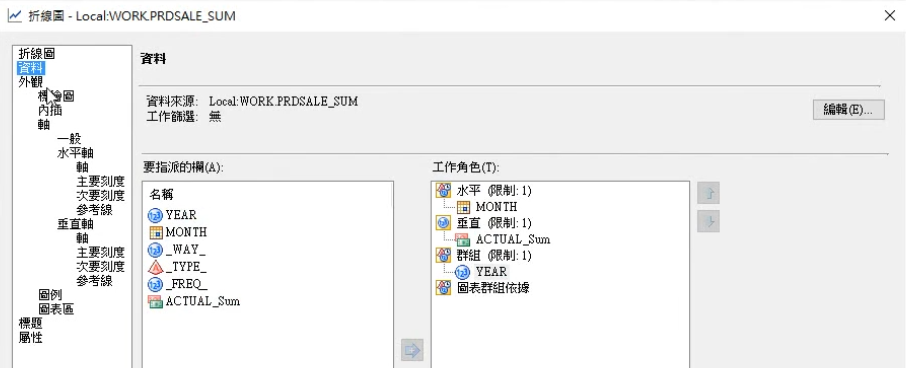 折線圖 - Local:WORK.PRDSALE_SUM
折線圖
資料
外觀
內插
軸
一般
水平軸
軸
主要刻度
次要刻度
參考線
垂直軸
軸
主要刻度
次要刻度
參考線
圖例
圖表區
標題
屬性
資料
資料來源: Local:WORK.PRDSALE_SUM
工作篩選: 無
編輯(E)...
要指派的欄(A):
名稱
YEAR
MONTH
_WAY_
_TYPE_
_FREQ_
ACTUAL_Sum
工作角色(T):
水平 (限制: 1)
MONTH
垂直 (限制: 1)
ACTUAL_Sum
群組 (限制: 1)
YEAR
圖表群組依據